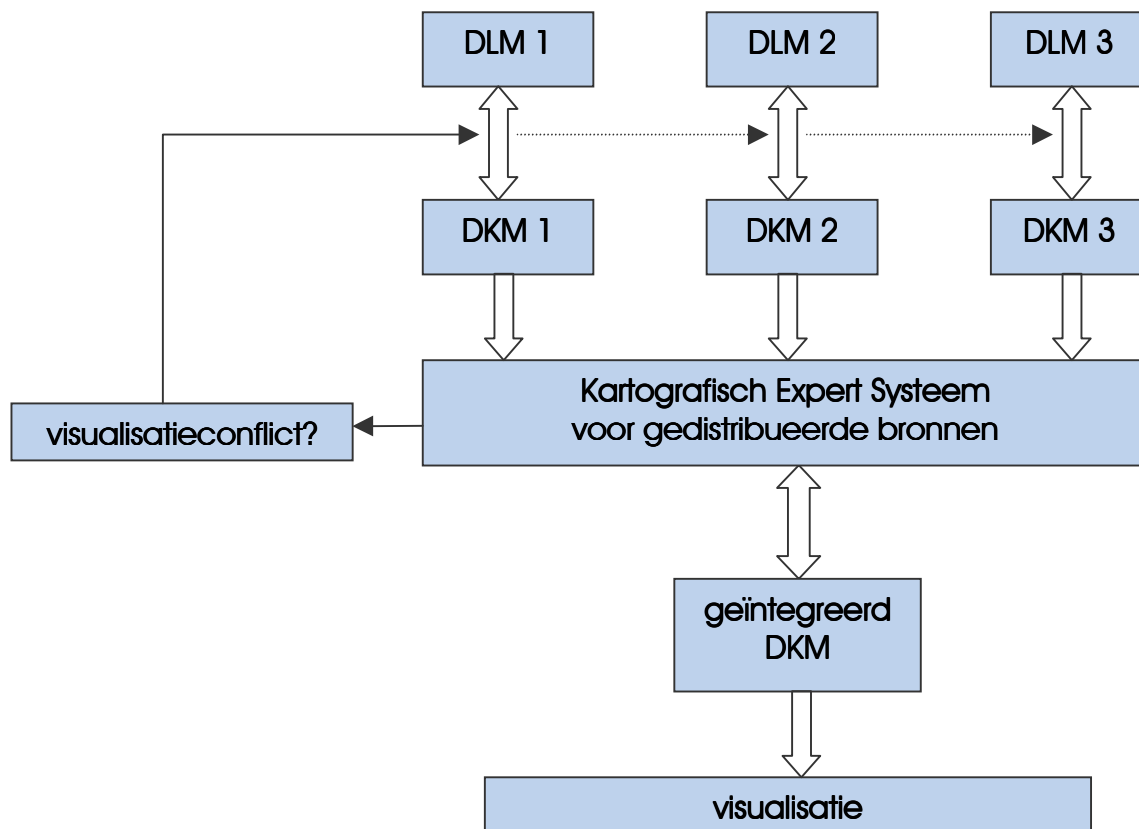 DLM 1
DLM 2
DLM 3
DKM 1
DKM 2
DKM 3
Kartografisch Expert Systeem
voor gedistribueerde bronnen
visualisatieconflict?
geïntegreerd
DKM
visualisatie